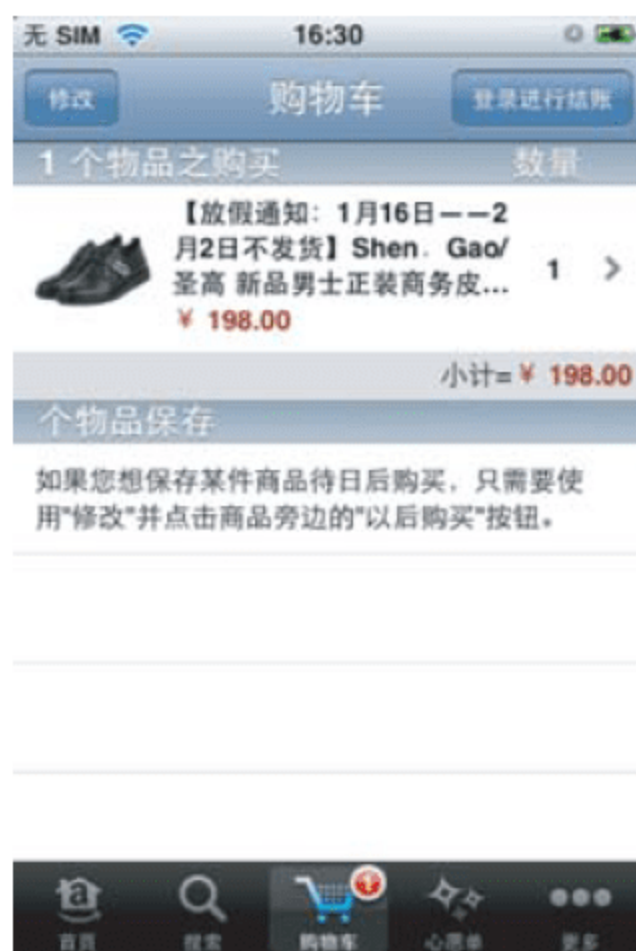 无 SIM 16:30
修改 购物车 登录进行结账
1 个物品之购买 数量
【放假通知：1月16日——2
月2日不发货】Shen．Gao/
圣高 新品男士正装商务皮... 1
￥ 198.00
小计=￥ 198.00
个物品保存
如果您想保存某件商品待日后购买，只需要使
用"修改"并点击商品旁边的"以后购买"按钮。
1
首页 搜索 购物车 心愿单 更多